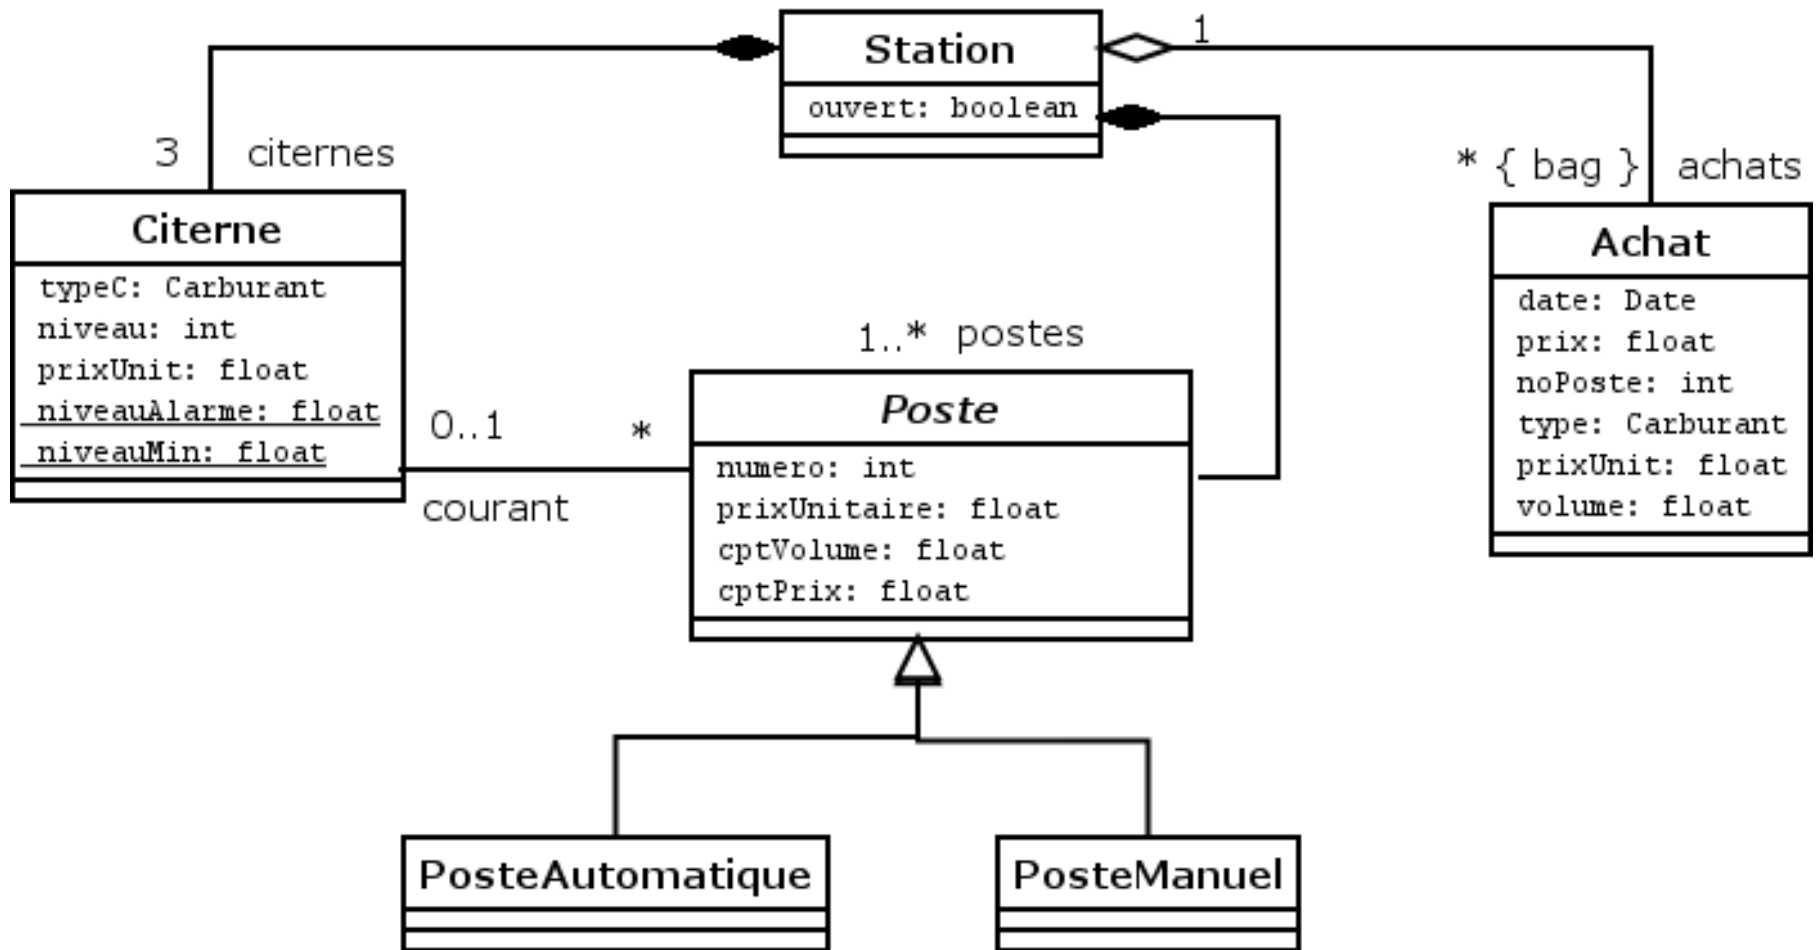 Station
ouvert: boolean
1
3 citernes
* { bag } achats
Citerne
typeC: Carburant
niveau: int
prixUnit: float
niveauAlarme: float
niveauMin: float
0..1 *
courant
1..* postes
Poste
numero: int
prixUnitaire: float
cptVolume: float
cptPrix: float
Achat
date: Date
prix: float
noPoste: int
type: Carburant
prixUnit: float
volume: float
PosteAutomatique
PosteManuel